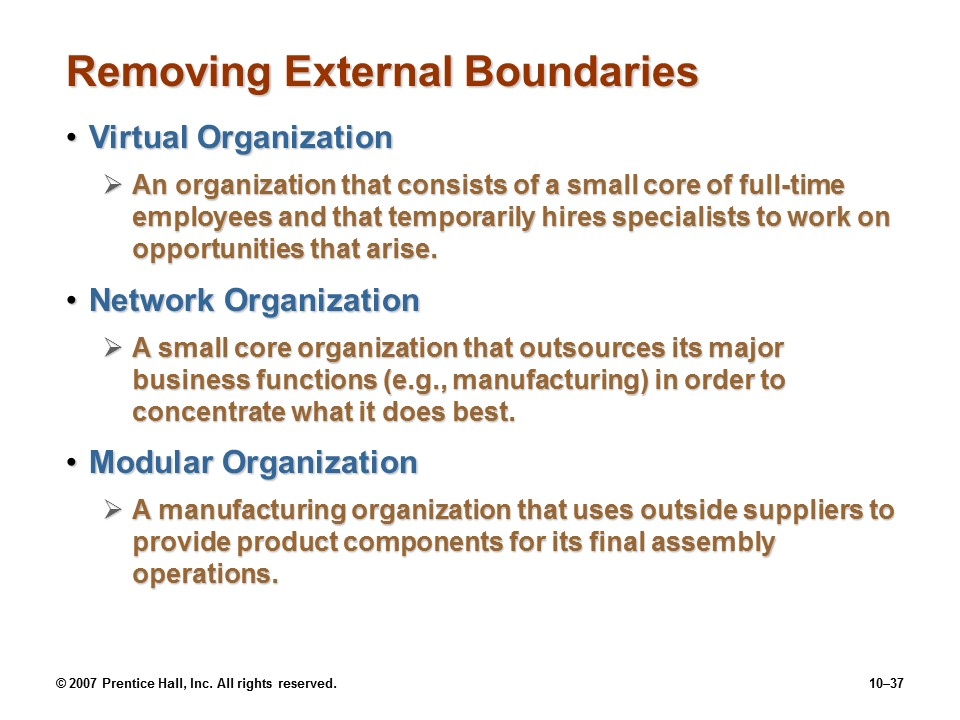 Removing External Boundaries
• Virtual Organization
➢ An organization that consists of a small core of full-time
employees and that temporarily hires specialists to work on
opportunities that arise.
• Network Organization
➢ A small core organization that outsources its major
business functions (e.g., manufacturing) in order to
concentrate what it does best.
• Modular Organization
➢ A manufacturing organization that uses outside suppliers to
provide product components for its final assembly
operations.
© 2007 Prentice Hall, Inc. All rights reserved. 10–37